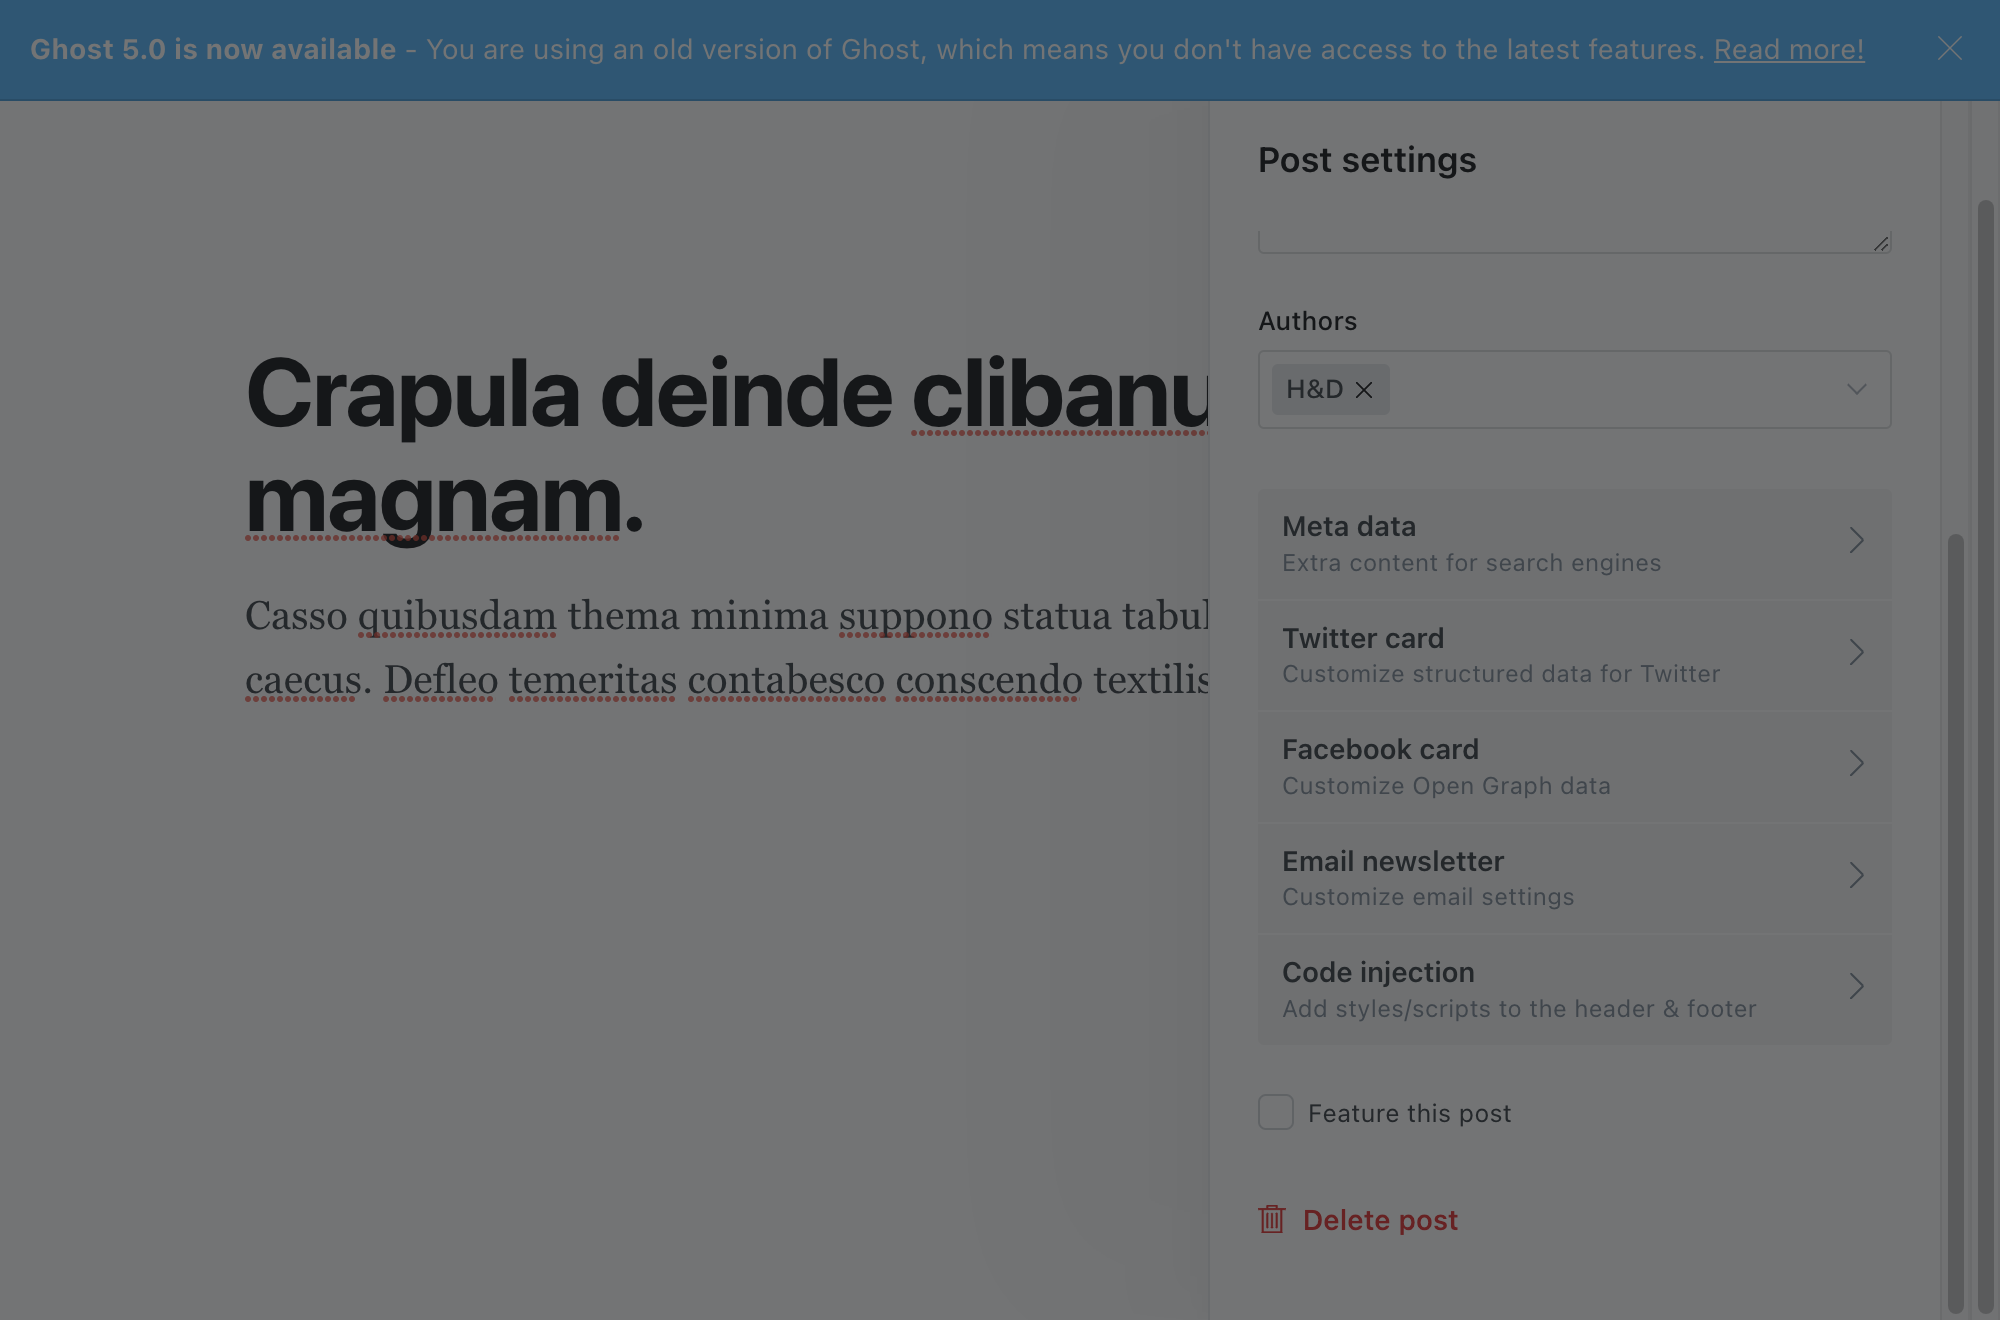 Ghost 5.0 is now available - You are using an old version of Ghost, which means you don't have access to the latest features. Read more!
Crapula deinde
magnam.
Casso quibusdam thema minima suppono statua
caecus. Defleo temeritas contabesco conscendo textilis
Post settings
Authors
H&D
Meta data
Extra content for search engines
Twitter card
Customize structured data for Twitter
Facebook card
Customize Open Graph data
Email newsletter
Customize email settings
Code injection
Add styles/scripts to the header & footer
Feature this post
Delete post